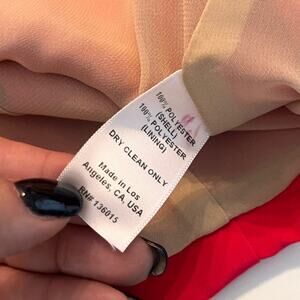 100% POLYESTER
(SHELL)
100% POLYESTER
(LINING)
DRY CLEAN ONLY
Made in Los
Angeles, CA, USA
RN# 136015